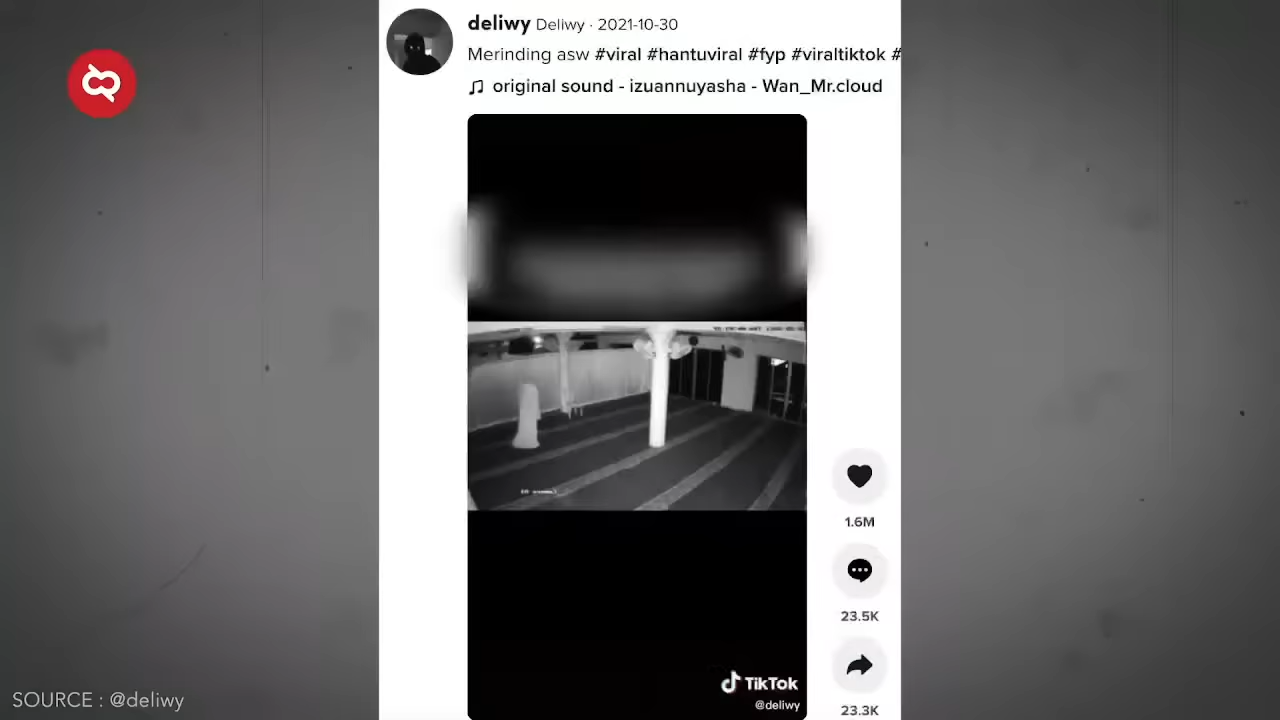 deliwy Deliwy · 2021-10-30
Merinding asw #viral #hantuviral #fyp #viraltiktok #
original sound - izuannuyasha - Wan_Mr.cloud
1.6M
23.5K
23.3K
TikTok
@deliwy
SOURCE : @deliwy